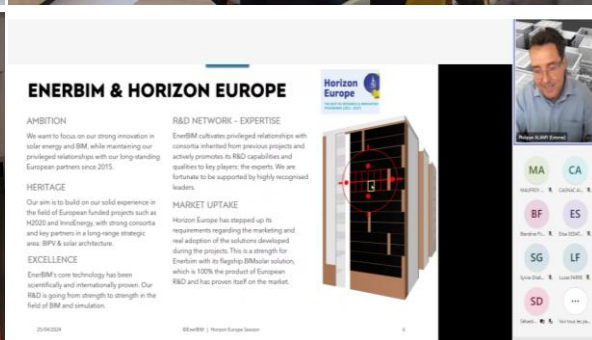 ENERBIM & HORIZON EUROPE
Horizon
Europe
AMBITION
We want to focus on our strong innovation in
solar energy and BIM, while maintaining our
privileged relationships with our long-standing
European partners since 2015.
HERITAGE
Our aim is to build on our solid experience in
the field of European funded projects such as
H2020 and InnoEnergy, with strong consortia
and key partners in a long-range strategic
area: BIPV & solar architecture.
EXCELLENCE
EnerBIM's core technology has been
scientifically and internationally proven. Our
R&D is going from strength to strength in the
field of BIM and simulation.
R&D NETWORK - EXPERTISE
EnerBIM cultivates privileged relationships with
consortia inherited from previous projects and
actively promotes its R&D capabilities and
qualities to key players: the experts. We are
fortunate to be supported by highly recognised
leaders.
MARKET UPTAKE
Horizon Europe has stepped up its
requirements regarding the marketing and
real adoption of the solutions developed
during the projects. This is a strength for
Enerbim with its flagship BIMsolar solution,
which is 100% the product of European
R&D and has proven itself on the market.
©EnerBIM | Horizon Europe Session
MA
CA
BF
ES
SG
LF
SD
...